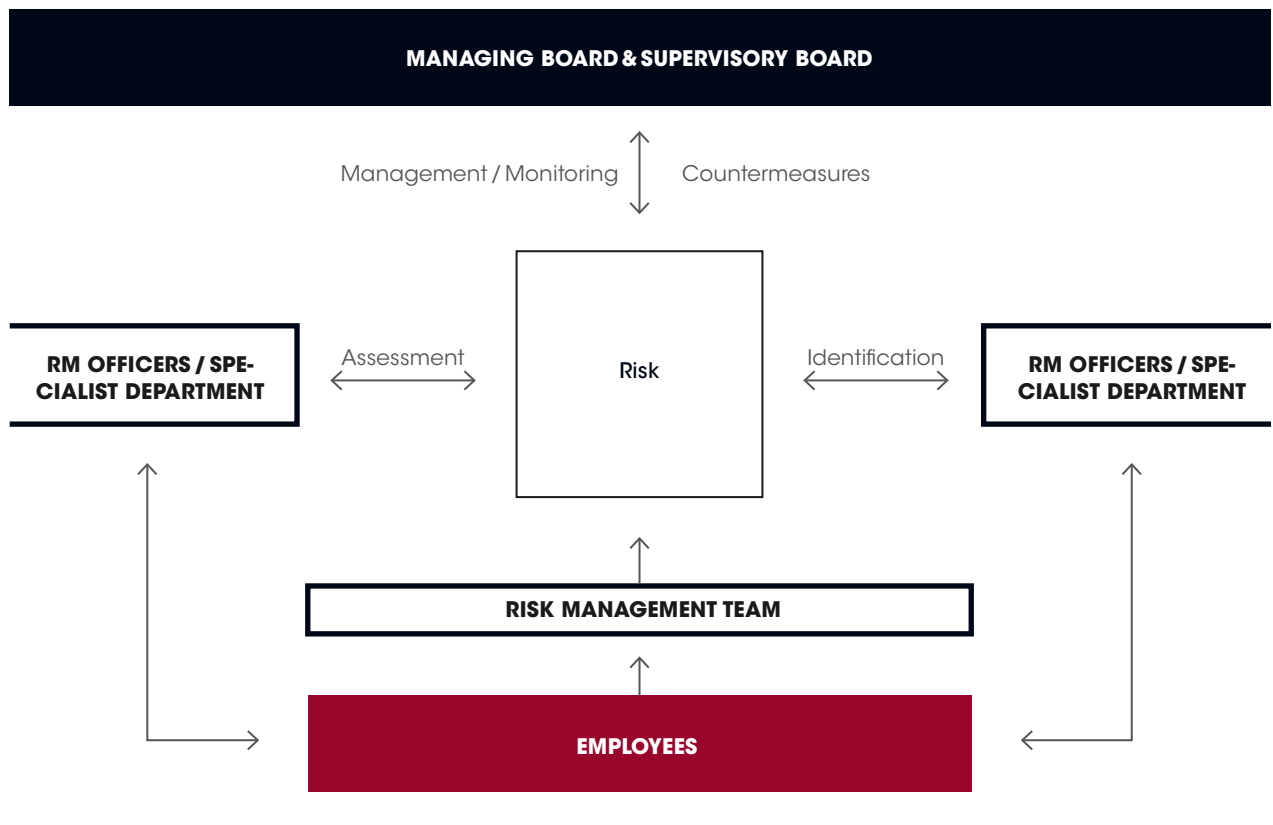 MANAGING BOARD & SUPERVISORY BOARD
Management / Monitoring
Countermeasures
RM OFFICERS / SPE-
CIALIST DEPARTMENT
Assessment
Risk
Identification
RM OFFICERS / SPE-
CIALIST DEPARTMENT
RISK MANAGEMENT TEAM
EMPLOYEES